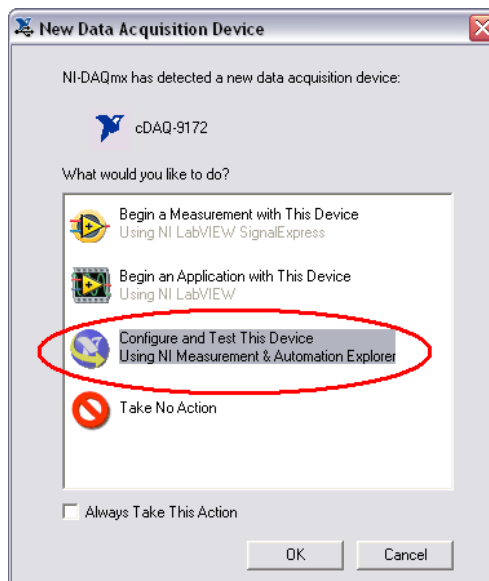 New Data Acquisition Device
NI-DAQmx has detected a new data acquisition device:
cDAQ-9172
What would you like to do?
Begin a Measurement with This Device
Using NI LabVIEW SignalExpress
Begin an Application with This Device
Using NI LabVIEW
Configure and Test This Device
Using NI Measurement & Automation Explorer
Take No Action
Always Take This Action
OK
Cancel